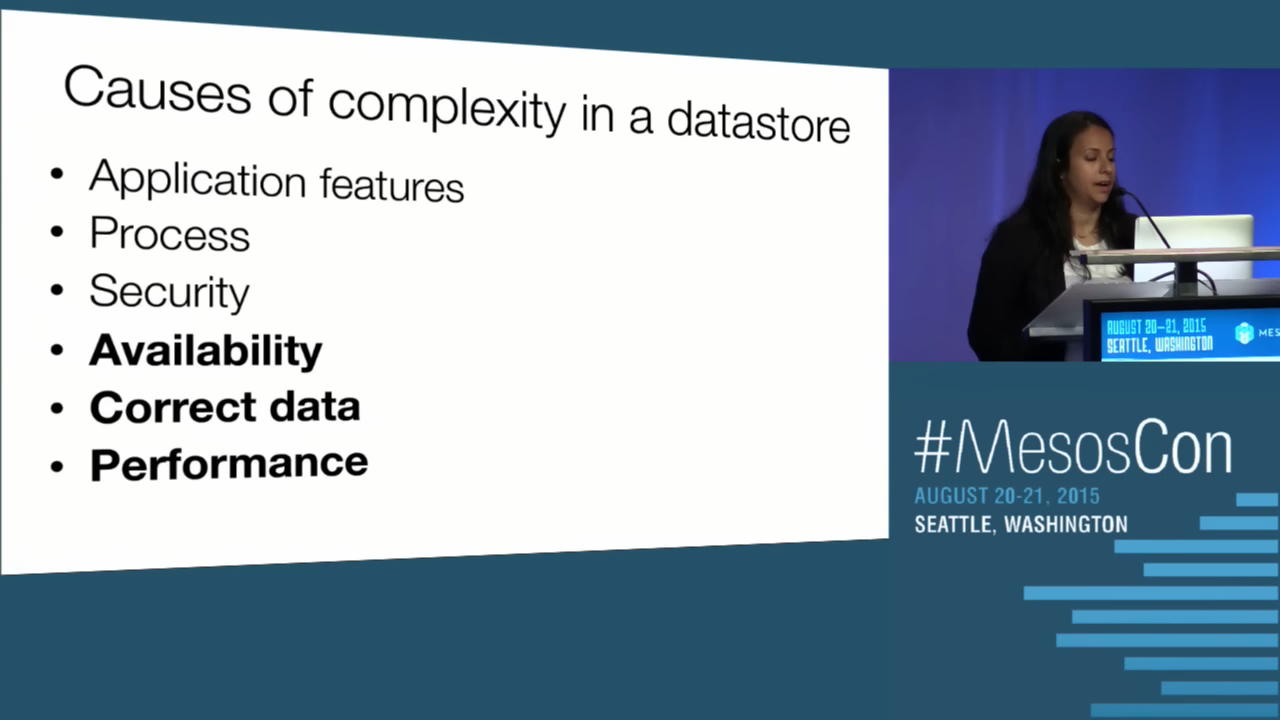 Causes of complexity in a datastore
• Application features
• Process
• Security
• Availability
• Correct data
• Performance
AUGUST 20–21, 2015
SEATTLE, WASHINGTON
MES
#MesosCon
AUGUST 20-21, 2015
SEATTLE, WASHINGTON